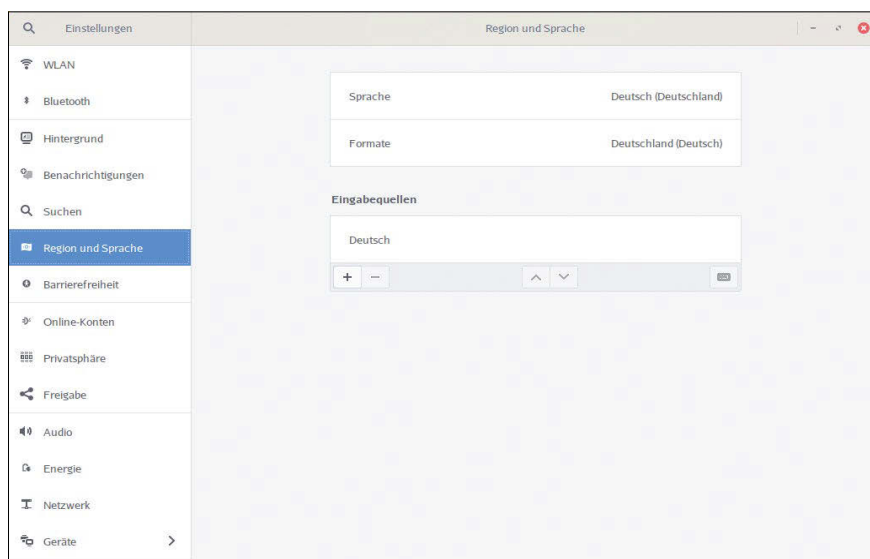 Einstellungen
Region und Sprache
WLAN
Bluetooth
Hintergrund
Benachrichtigungen
Suchen
Region und Sprache
Barrierefreiheit
Online-Konten
Privatsphäre
Freigabe
Audio
Energie
Netzwerk
Geräte
Sprache Deutsch (Deutschland)
Formate Deutschland (Deutsch)
Eingabequellen
Deutsch